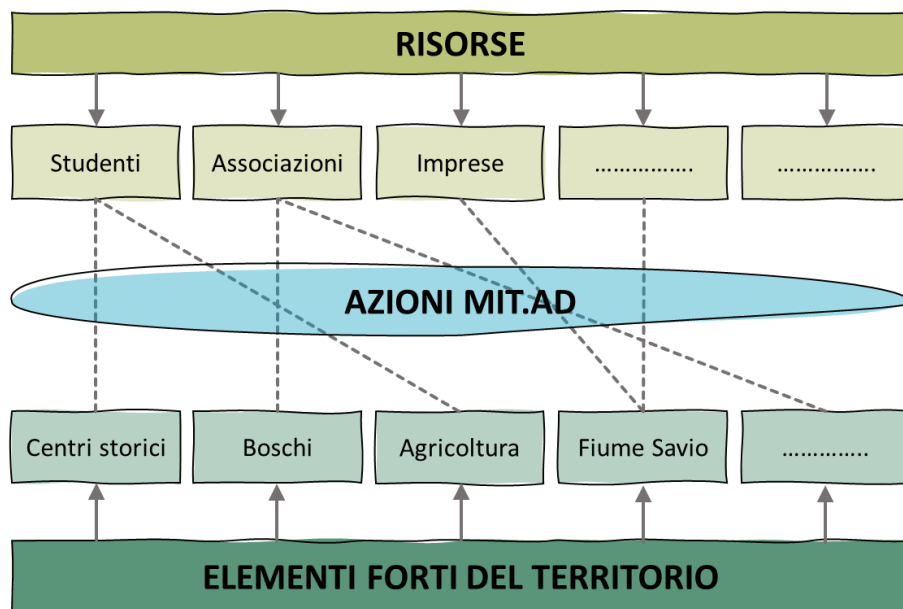 RISORSE
Studenti
Associazioni
Imprese
…………….
…………….
AZIONI MIT.AD
Centri storici
Boschi
Agricoltura
Fiume Savio
…………..
ELEMENTI FORTI DEL TERRITORIO